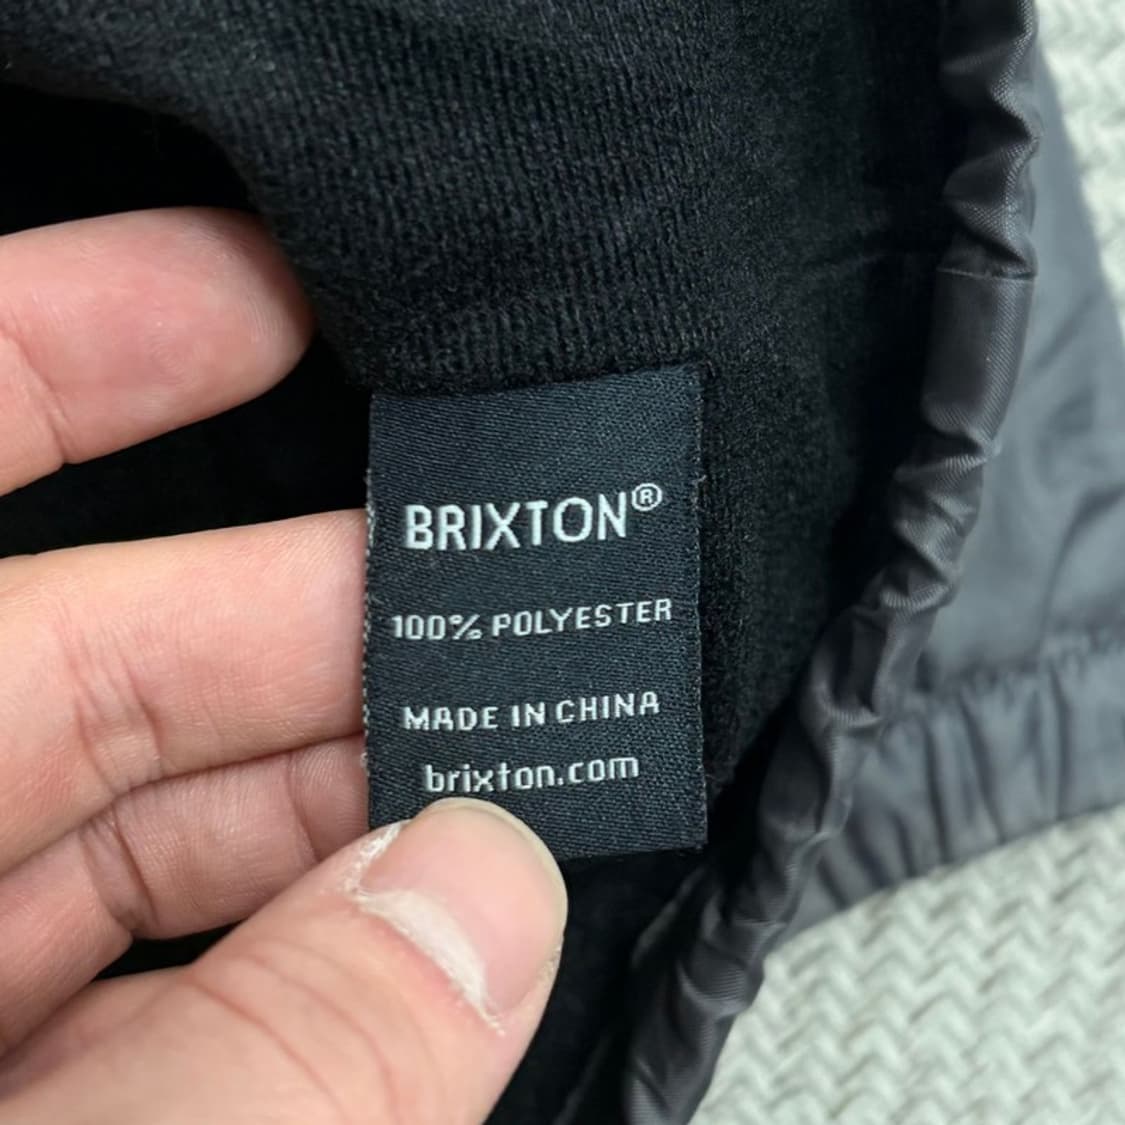 BRIXTON®
100% POLYESTER
MADE IN CHINA
brixton.com